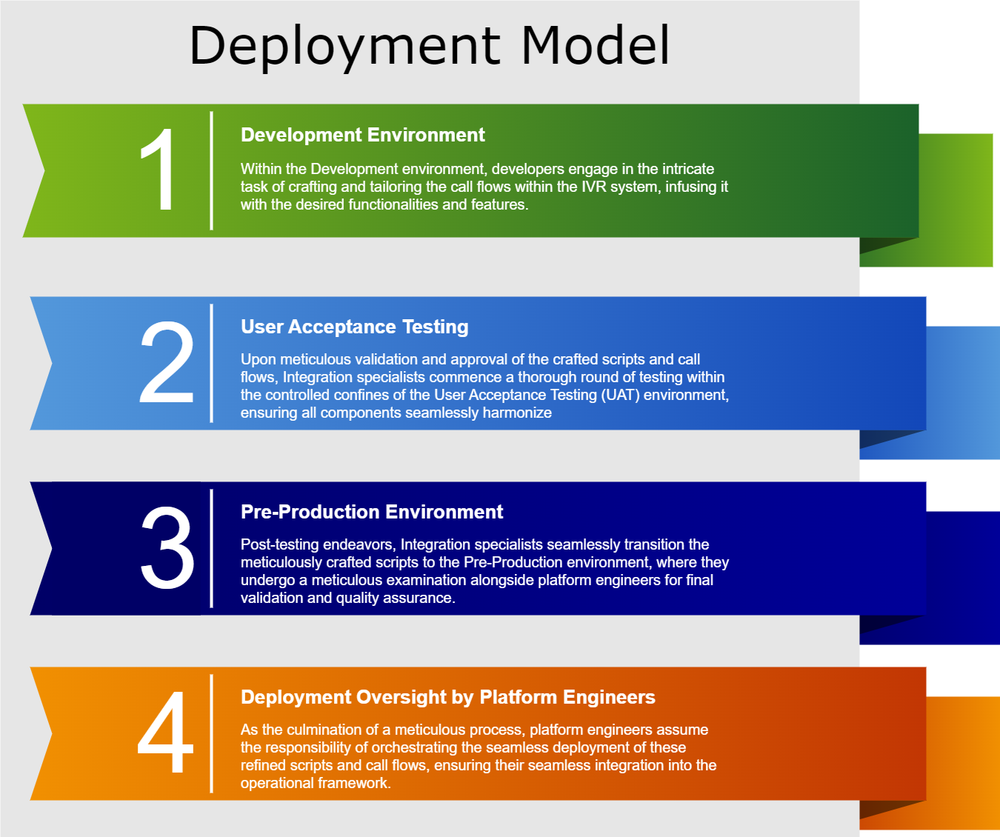 Deployment Model
1
Development Environment
Within the Development environment, developers engage in the intricate
task of crafting and tailoring the call flows within the IVR system, infusing it
with the desired functionalities and features.
2
User Acceptance Testing
Upon meticulous validation and approval of the crafted scripts and call
flows, Integration specialists commence a thorough round of testing within
the controlled confines of the User Acceptance Testing (UAT) environment,
ensuring all components seamlessly harmonize
3
Pre-Production Environment
Post-testing endeavors, Integration specialists seamlessly transition the
meticulously crafted scripts to the Pre-Production environment, where they
undergo a meticulous examination alongside platform engineers for final
validation and quality assurance.
4
Deployment Oversight by Platform Engineers
As the culmination of a meticulous process, platform engineers assume
the responsibility of orchestrating the seamless deployment of these
refined scripts and call flows, ensuring their seamless integration into the
operational framework.